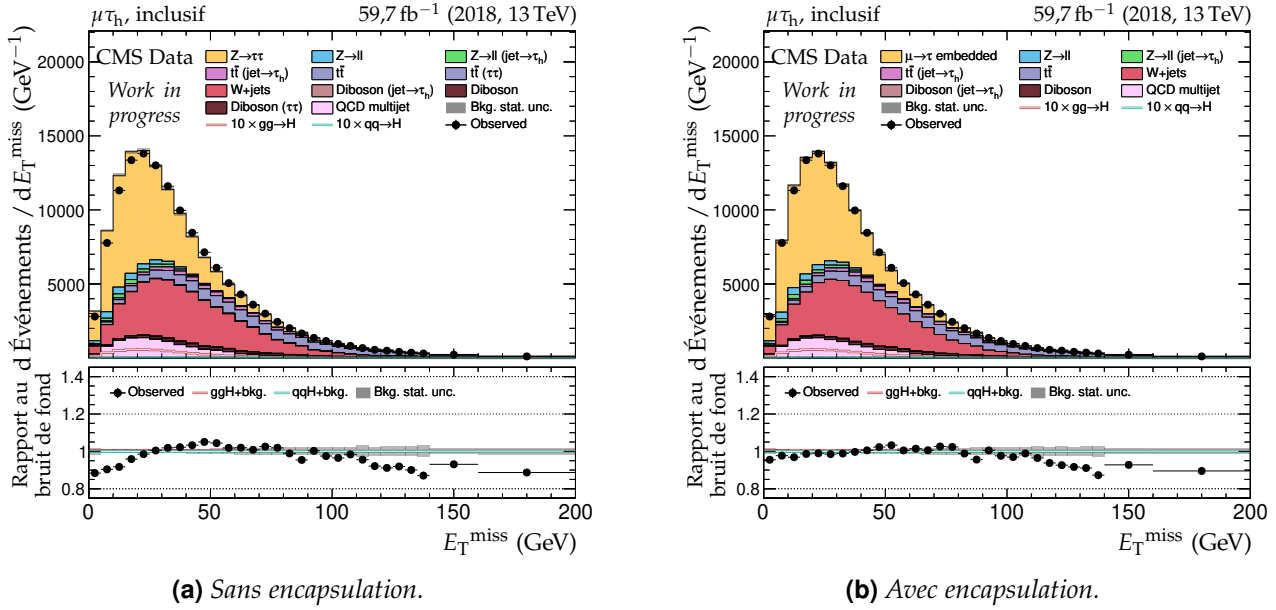 μτh, inclusif 59,7 fb−1 (2018, 13 TeV)
CMS Data
Work in
progress
Z→ττ Z→ll Z→ll (jet→τh)
tt̄ (jet→τh) tt̄ tt̄ (ττ)
W+jets Diboson (jet→τh) Diboson
Diboson (ττ) QCD multijet Bkg. stat. unc.
10 × gg→H 10 × qq→H Observed
d Événements / dETmiss (GeV−1)
20000
15000
10000
5000
Rapport au
bruit de fond
Observed ggH+bkg. qqH+bkg. Bkg. stat. unc.
1.4
1.2
1
0.8
0 50 100 150 200
ETmiss (GeV)
(a) Sans encapsulation.
μτh, inclusif 59,7 fb−1 (2018, 13 TeV)
CMS Data
Work in
progress
μ→τ embedded Z→ll Z→ll (jet→τh)
tt̄ (jet→τh) tt̄ W+jets
Diboson (jet→τh) Diboson QCD multijet
Bkg. stat. unc. 10 × gg→H 10 × qq→H
Observed
d Événements / dETmiss (GeV−1)
20000
15000
10000
5000
Rapport au
bruit de fond
Observed ggH+bkg. qqH+bkg. Bkg. stat. unc.
1.4
1.2
1
0.8
0 50 100 150 200
ETmiss (GeV)
(b) Avec encapsulation.